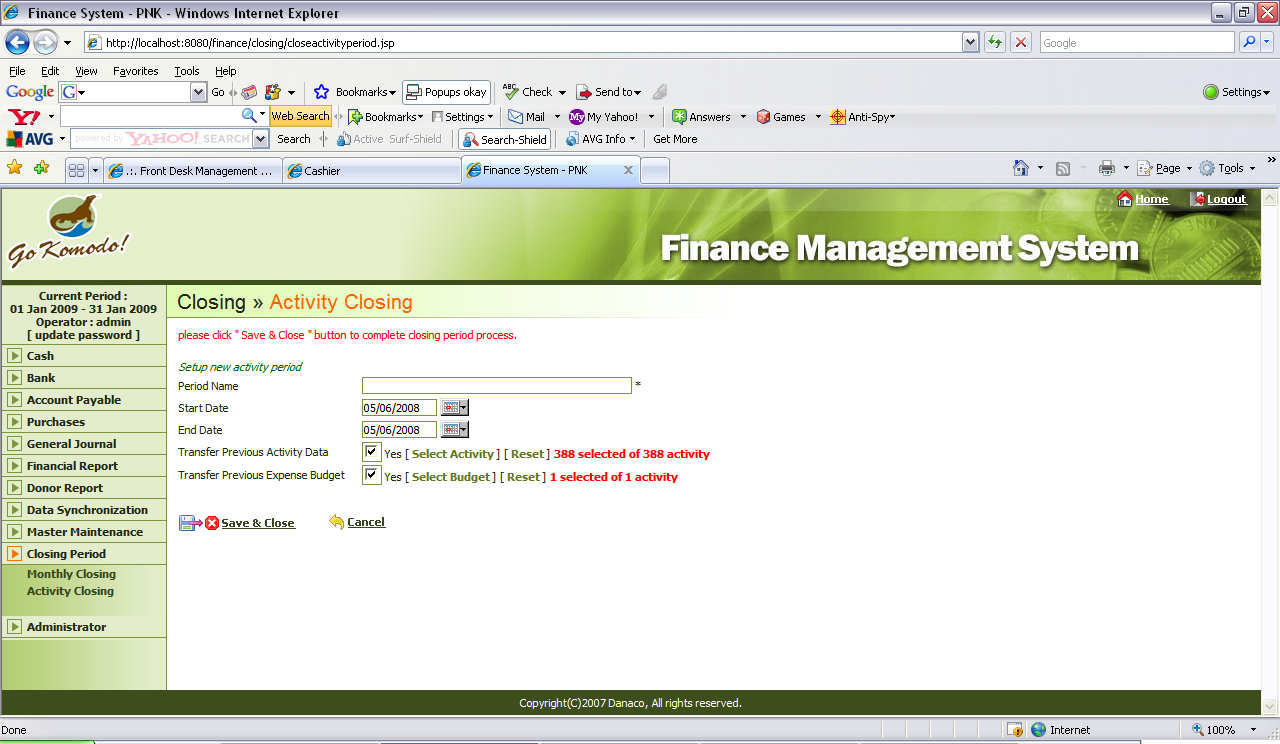 Finance System - PNK - Windows Internet Explorer
http://localhost:8080/finance/closing/closeactivityperiod.jsp
Google
File Edit View Favorites Tools Help
Google G Go Bookmarks Popups okay ABC Check Send to Settings
Y! Web Search Bookmarks Settings Mail My My Yahoo! Answers Games Anti-Spy
AVG powered by YAHOO! SEARCH Search Active Surf-Shield Search-Shield AVG Info Get More
.:. Front Desk Management ... Cashier Finance System - PNK Page Tools
Home Logout
Go Komodo!
Finance Management System
Current Period :
01 Jan 2009 - 31 Jan 2009
Operator : admin
[ update password ]
Cash
Bank
Account Payable
Purchases
General Journal
Financial Report
Donor Report
Data Synchronization
Master Maintenance
Closing Period
Monthly Closing
Activity Closing
Administrator
Closing » Activity Closing
please click " Save & Close " button to complete closing period process.
Setup new activity period
Period Name *
Start Date 05/06/2008
End Date 05/06/2008
Transfer Previous Activity Data Yes [ Select Activity ] [ Reset ] 388 selected of 388 activity
Transfer Previous Expense Budget Yes [ Select Budget ] [ Reset ] 1 selected of 1 activity
Save & Close Cancel
Copyright(C)2007 Danaco, All rights reserved.
Done Internet 100%